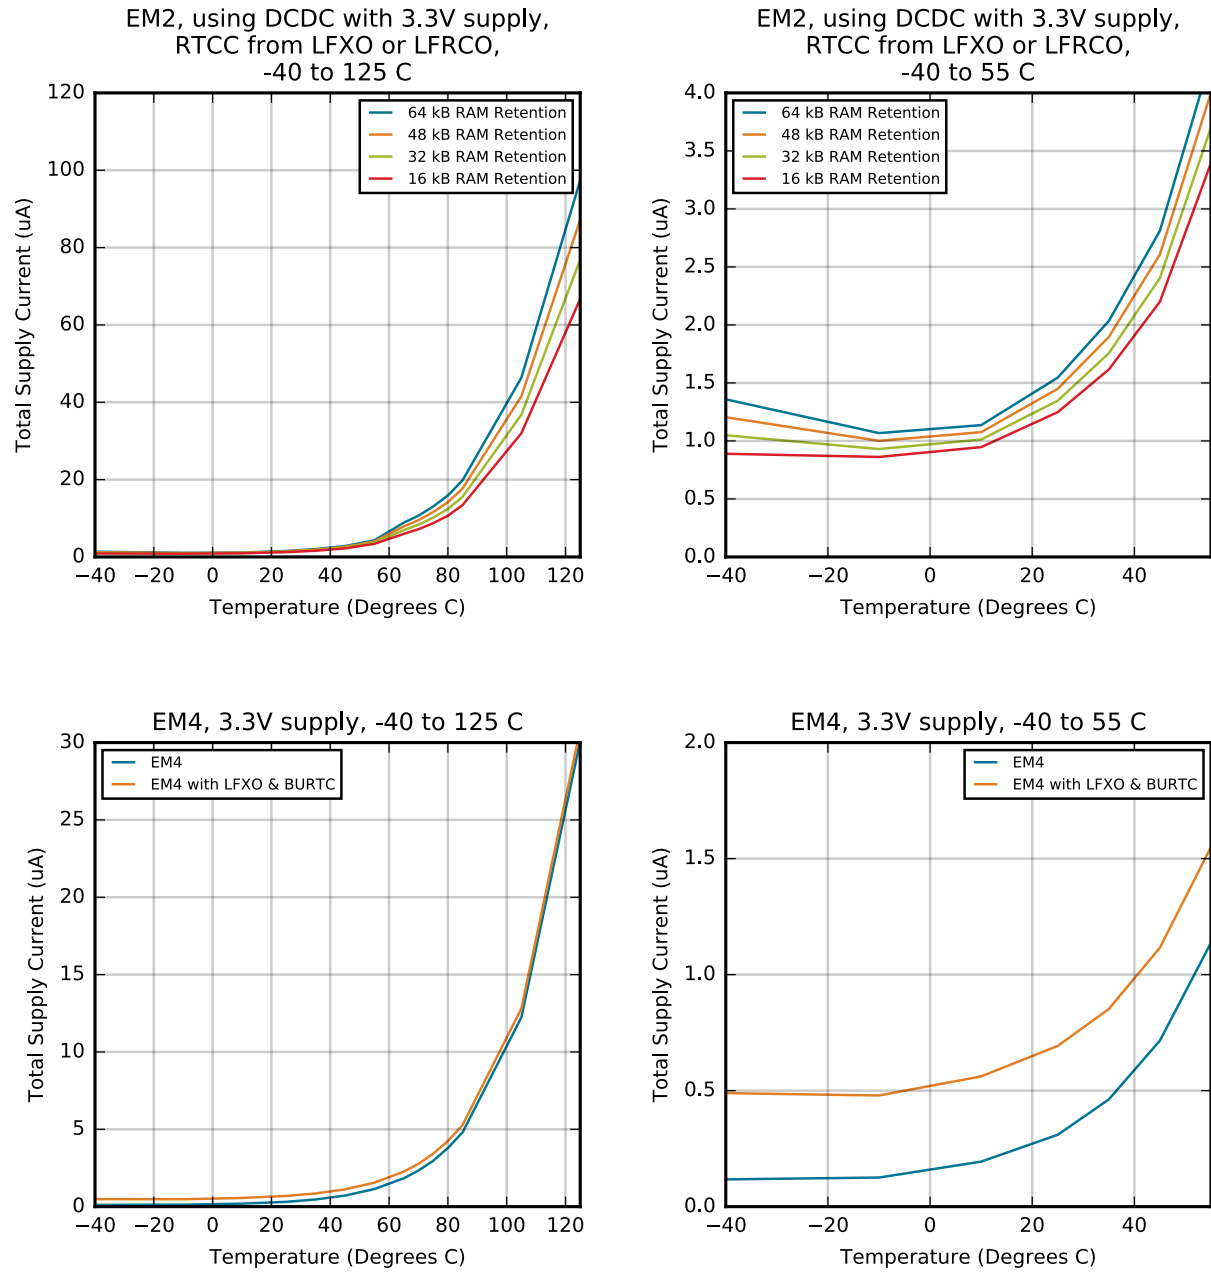 EM2, using DCDC with 3.3V supply,
RTCC from LFXO or LFRCO,
-40 to 125 C
120
100
80
60
40
20
0
−40 −20 0 20 40 60 80 100 120
Total Supply Current (uA)
Temperature (Degrees C)
64 kB RAM Retention
48 kB RAM Retention
32 kB RAM Retention
16 kB RAM Retention
EM2, using DCDC with 3.3V supply,
RTCC from LFXO or LFRCO,
-40 to 55 C
4.0
3.5
3.0
2.5
2.0
1.5
1.0
0.5
0.0
−40 −20 0 20 40
Total Supply Current (uA)
Temperature (Degrees C)
64 kB RAM Retention
48 kB RAM Retention
32 kB RAM Retention
16 kB RAM Retention
EM4, 3.3V supply, -40 to 125 C
30
25
20
15
10
5
0
−40 −20 0 20 40 60 80 100 120
Total Supply Current (uA)
Temperature (Degrees C)
EM4
EM4 with LFXO & BURTC
EM4, 3.3V supply, -40 to 55 C
2.0
1.5
1.0
0.5
0.0
−40 −20 0 20 40
Total Supply Current (uA)
Temperature (Degrees C)
EM4
EM4 with LFXO & BURTC